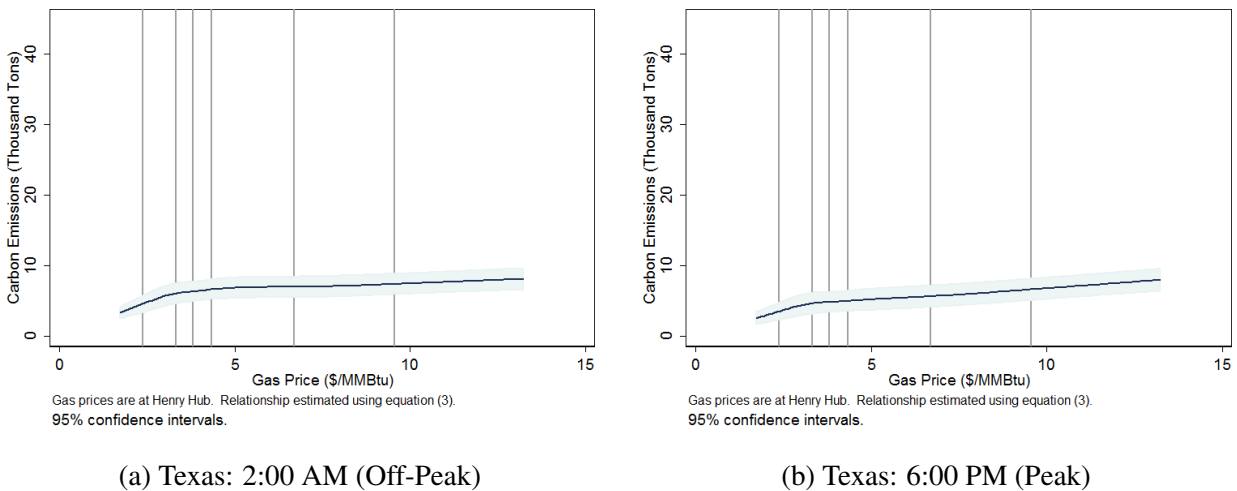 Carbon Emissions (Thousand Tons)
40
30
20
10
0
0 5 10 15
Gas Price ($/MMBtu)
Gas prices are at Henry Hub. Relationship estimated using equation (3).
95% confidence intervals.
(a) Texas: 2:00 AM (Off-Peak)
Carbon Emissions (Thousand Tons)
40
30
20
10
0
0 5 10 15
Gas Price ($/MMBtu)
Gas prices are at Henry Hub. Relationship estimated using equation (3).
95% confidence intervals.
(b) Texas: 6:00 PM (Peak)